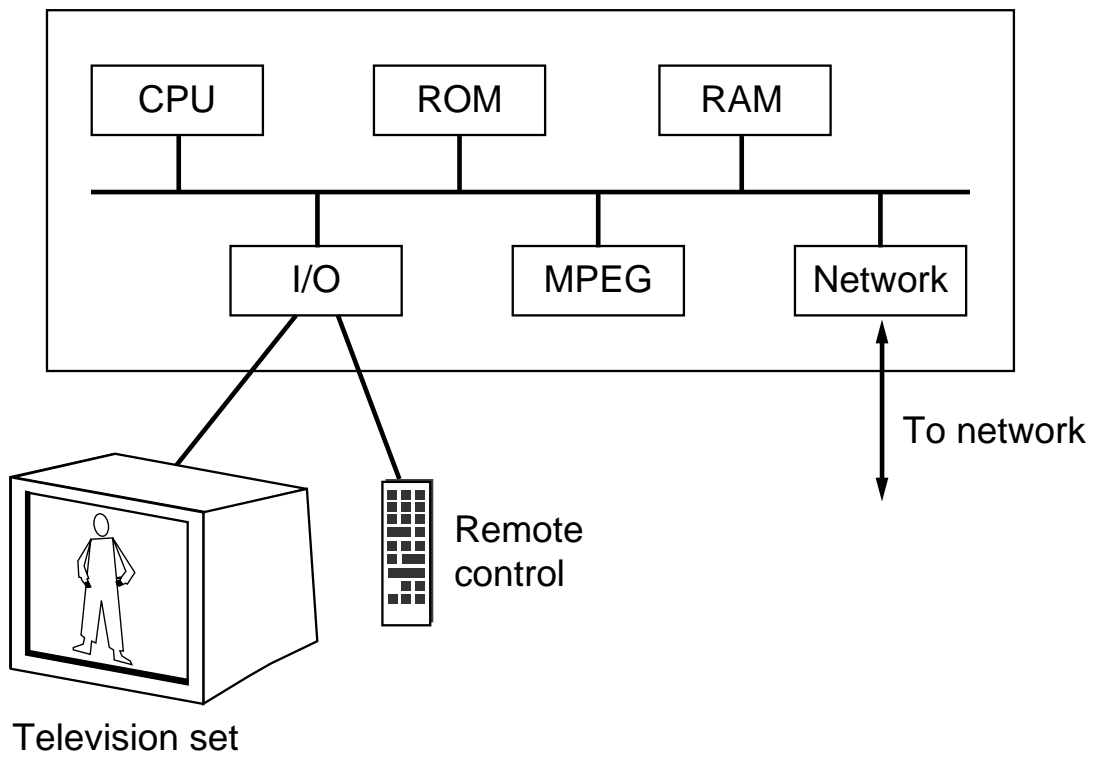 CPU
ROM
RAM
I/O
MPEG
Network
To network
Remote
control
Television set